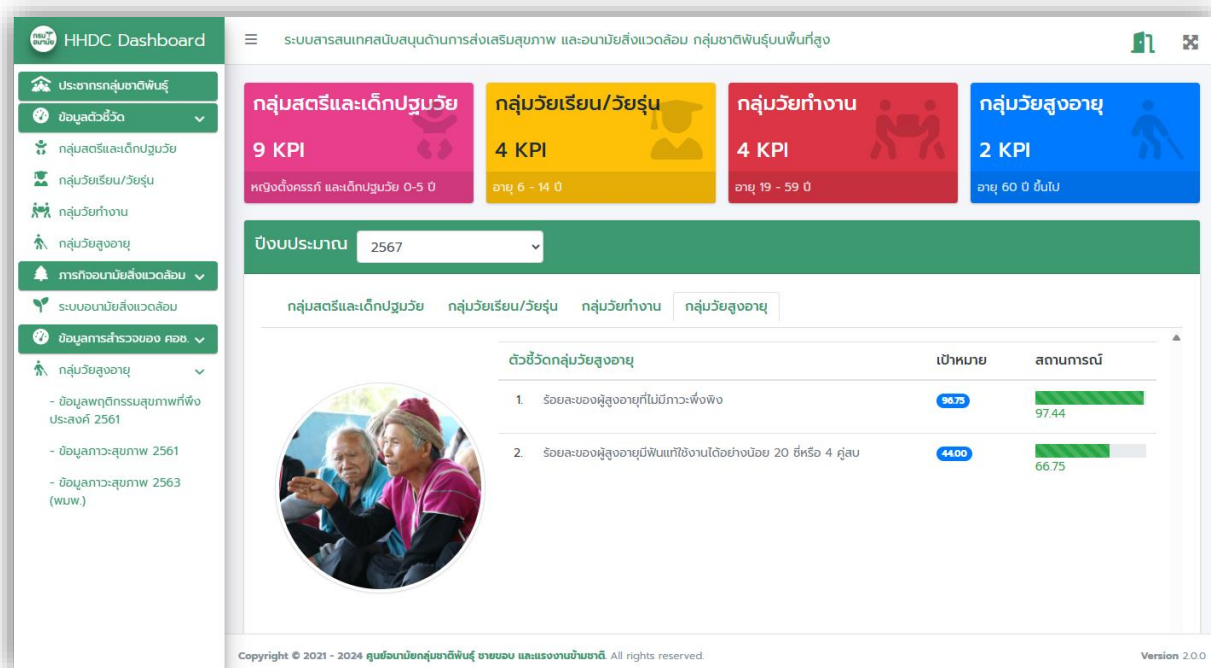 กรมอนามัย
HHDC Dashboard
ระบบสารสนเทศสนับสนุนด้านการส่งเสริมสุขภาพ และอนามัยสิ่งแวดล้อม กลุ่มชาติพันธุ์บนพื้นที่สูง
ประชากรกลุ่มชาติพันธุ์
ข้อมูลตัวชี้วัด
กลุ่มสตรีและเด็กปฐมวัย
กลุ่มวัยเรียน/วัยรุ่น
กลุ่มวัยทำงาน
กลุ่มวัยสูงอายุ
ภารกิจอนามัยสิ่งแวดล้อม
ระบบอนามัยสิ่งแวดล้อม
ข้อมูลการสำรวจของ ศอช.
กลุ่มวัยสูงอายุ
- ข้อมูลพฤติกรรมสุขภาพที่พึง
ประสงค์ 2561
- ข้อมูลภาวะสุขภาพ 2561
- ข้อมูลภาวะสุขภาพ 2563
(พมพ.)
กลุ่มสตรีและเด็กปฐมวัย
9 KPI
หญิงตั้งครรภ์ และเด็กปฐมวัย 0-5 ปี
กลุ่มวัยเรียน/วัยรุ่น
4 KPI
อายุ 6 - 14 ปี
กลุ่มวัยทำงาน
4 KPI
อายุ 19 - 59 ปี
กลุ่มวัยสูงอายุ
2 KPI
อายุ 60 ปี ขึ้นไป
ปีงบประมาณ 2567
กลุ่มสตรีและเด็กปฐมวัย กลุ่มวัยเรียน/วัยรุ่น กลุ่มวัยทำงาน กลุ่มวัยสูงอายุ
ตัวชี้วัดกลุ่มวัยสูงอายุ เป้าหมาย สถานการณ์
1. ร้อยละของผู้สูงอายุที่ไม่มีภาวะพึ่งพิง 96.75 97.44
2. ร้อยละของผู้สูงอายุมีฟันแท้ใช้งานได้อย่างน้อย 20 ซี่หรือ 4 คู่สบ 44.00 66.75
Copyright © 2021 - 2024 ศูนย์อนามัยกลุ่มชาติพันธุ์ ชายขอบ และแรงงานข้ามชาติ. All rights reserved. Version 2.0.0